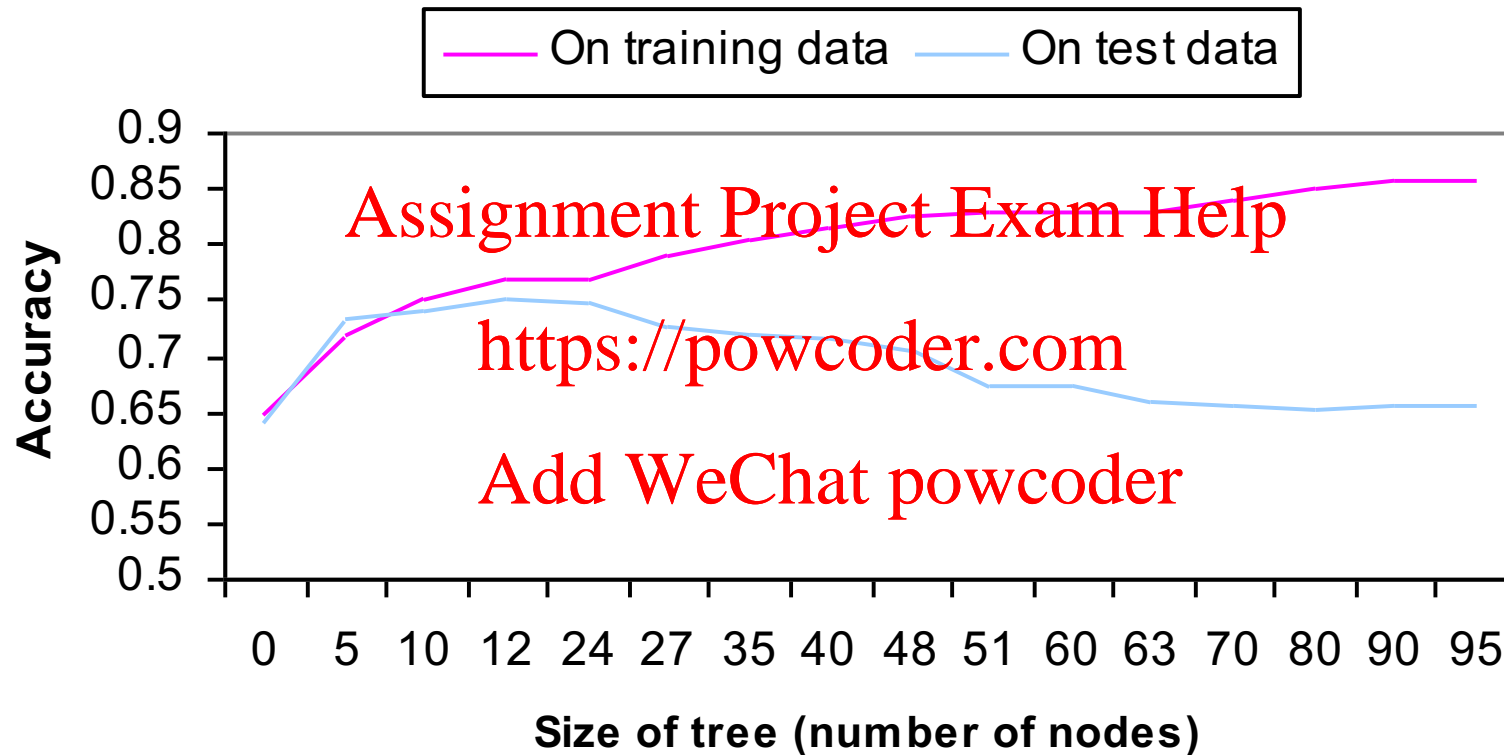 On training data On test data
0.9
0.85
0.8
0.75
0.7
0.65
0.6
0.55
0.5
Accuracy
Assignment Project Exam Help
https://powcoder.com
Add WeChat powcoder
0 5 10 12 24 27 35 40 48 51 60 63 70 80 90 95
Size of tree (number of nodes)